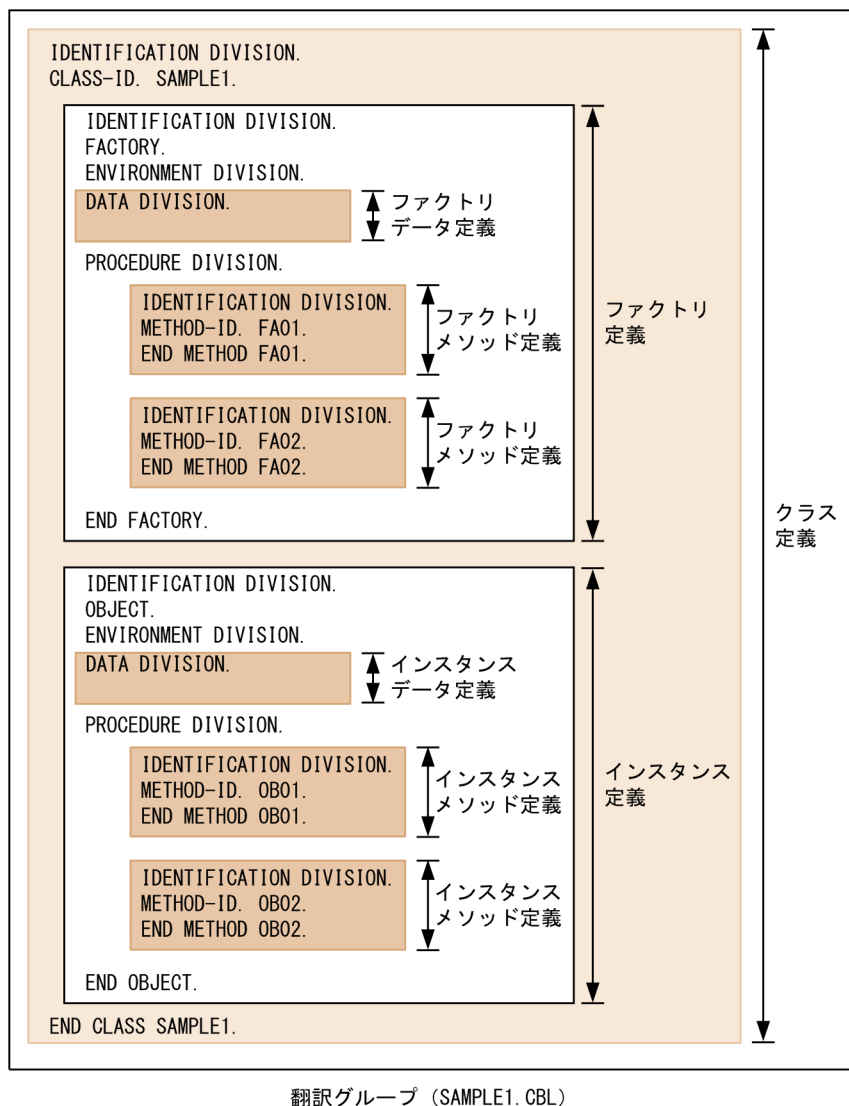 IDENTIFICATION DIVISION.
CLASS-ID. SAMPLE1.
IDENTIFICATION DIVISION.
FACTORY.
ENVIRONMENT DIVISION.
DATA DIVISION.
ファクトリ
データ定義
PROCEDURE DIVISION.
IDENTIFICATION DIVISION.
METHOD-ID. FA01.
END METHOD FA01.
ファクトリ
メソッド定義
IDENTIFICATION DIVISION.
METHOD-ID. FA02.
END METHOD FA02.
ファクトリ
メソッド定義
END FACTORY.
ファクトリ
定義
IDENTIFICATION DIVISION.
OBJECT.
ENVIRONMENT DIVISION.
DATA DIVISION.
インスタンス
データ定義
PROCEDURE DIVISION.
IDENTIFICATION DIVISION.
METHOD-ID. OB01.
END METHOD OB01.
インスタンス
メソッド定義
IDENTIFICATION DIVISION.
METHOD-ID. OB02.
END METHOD OB02.
インスタンス
メソッド定義
END OBJECT.
インスタンス
定義
END CLASS SAMPLE1.
クラス
定義
翻訳グループ（SAMPLE1.CBL）